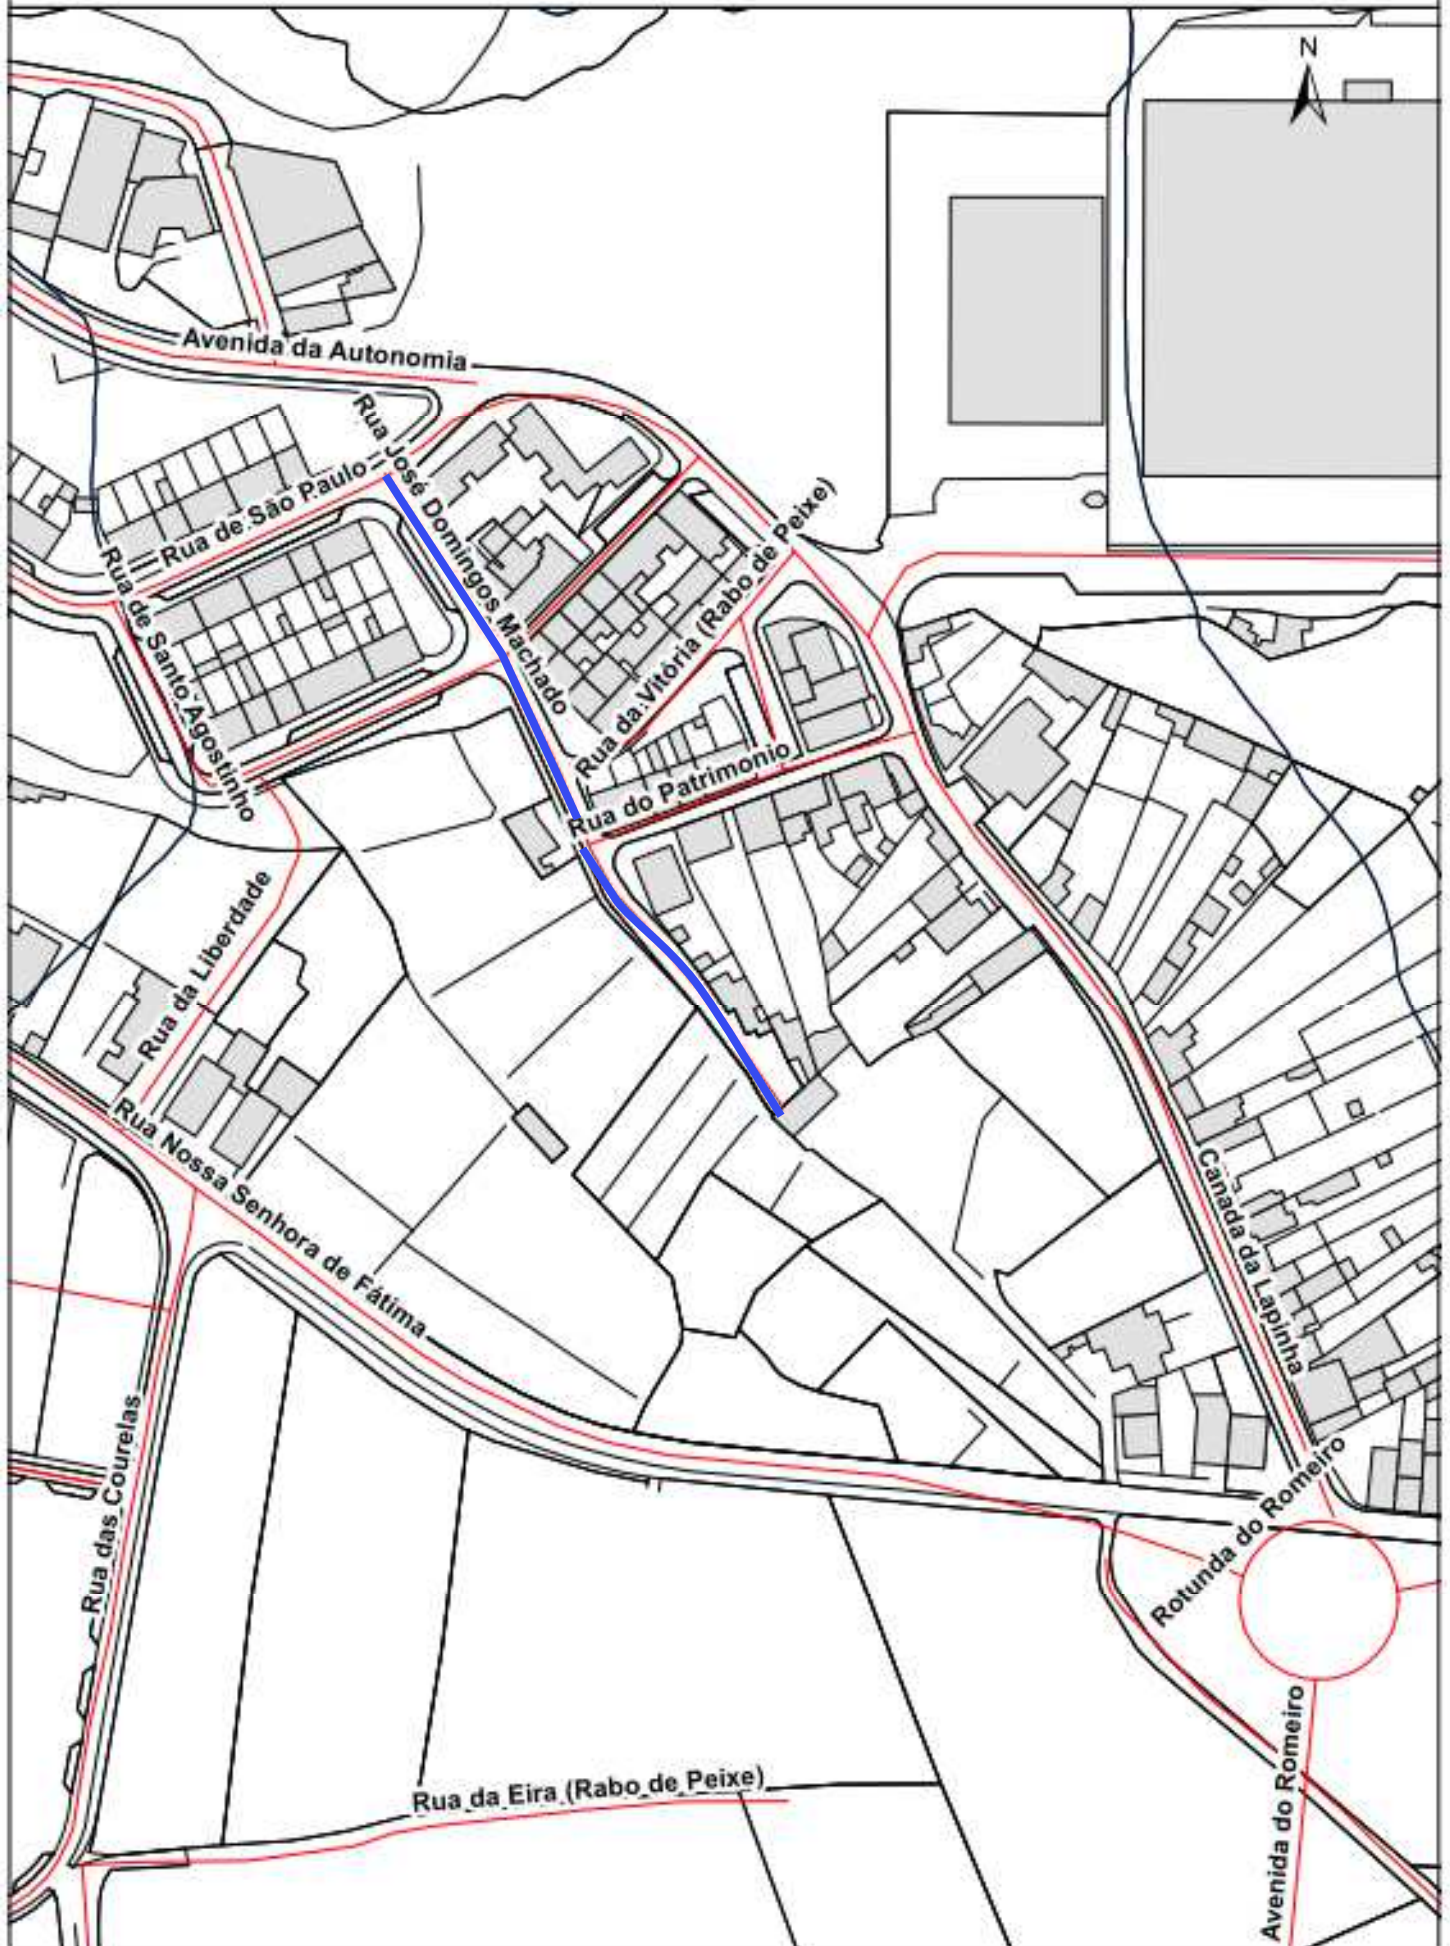 N
Avenida da Autonomia
Rua José Domingos Machado
Rua de São Paulo
Rua da Vitória (Rabo de Peixe)
Rua de Santo Agostinho
Rua do Patrimonio
Rua da Liberdade
Rua Nossa Senhora de Fátima
Canada da Lapinha
Rua das Courelas
Rotunda do Romeiro
Avenida do Romeiro
Rua da Eira (Rabo de Peixe)